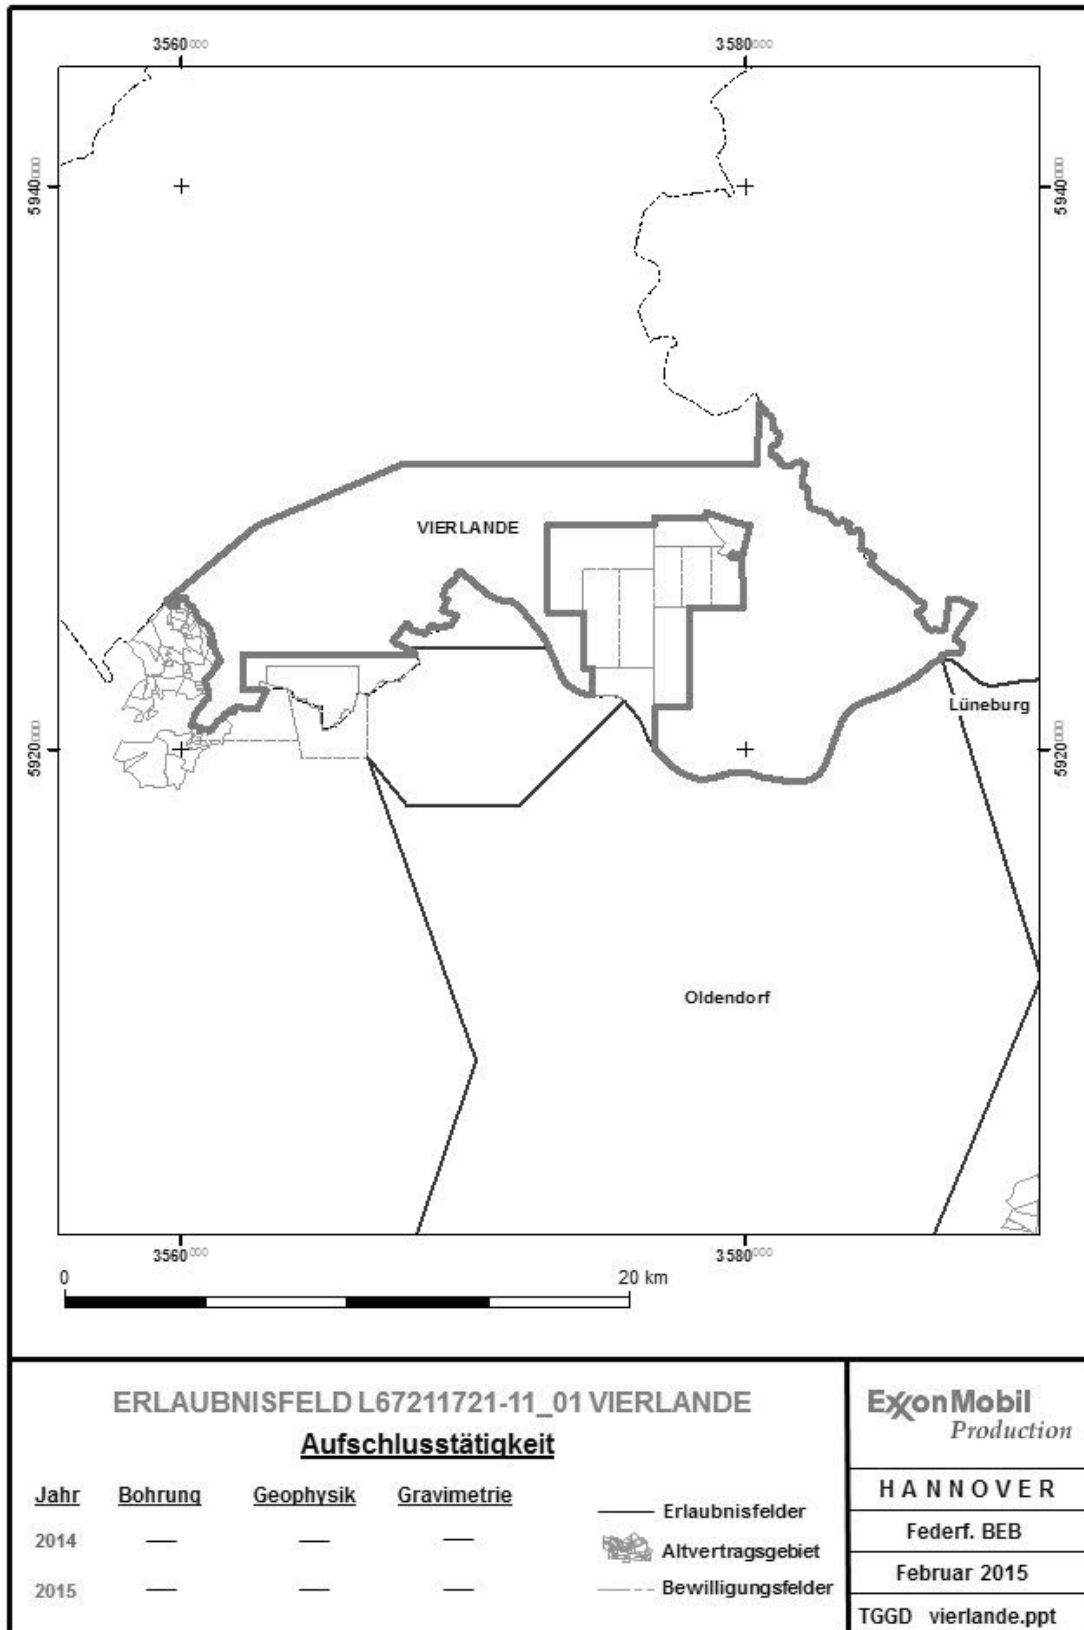 3560000 3580000
5940000 5940000
VIERLANDE
Lüneburg
5920000 5920000
Oldendorf
3560000 3580000
0 20 km
ERLAUBNISFELD L67211721-11_01 VIERLANDE
Aufschlusstätigkeit
Jahr Bohrung Geophysik Gravimetrie
2014 — — —
2015 — — —
Erlaubnisfelder
Altvertragsgebiet
Bewilligungsfelder
ExxonMobil
Production
HANNOVER
Federf. BEB
Februar 2015
TGGD vierlande.ppt